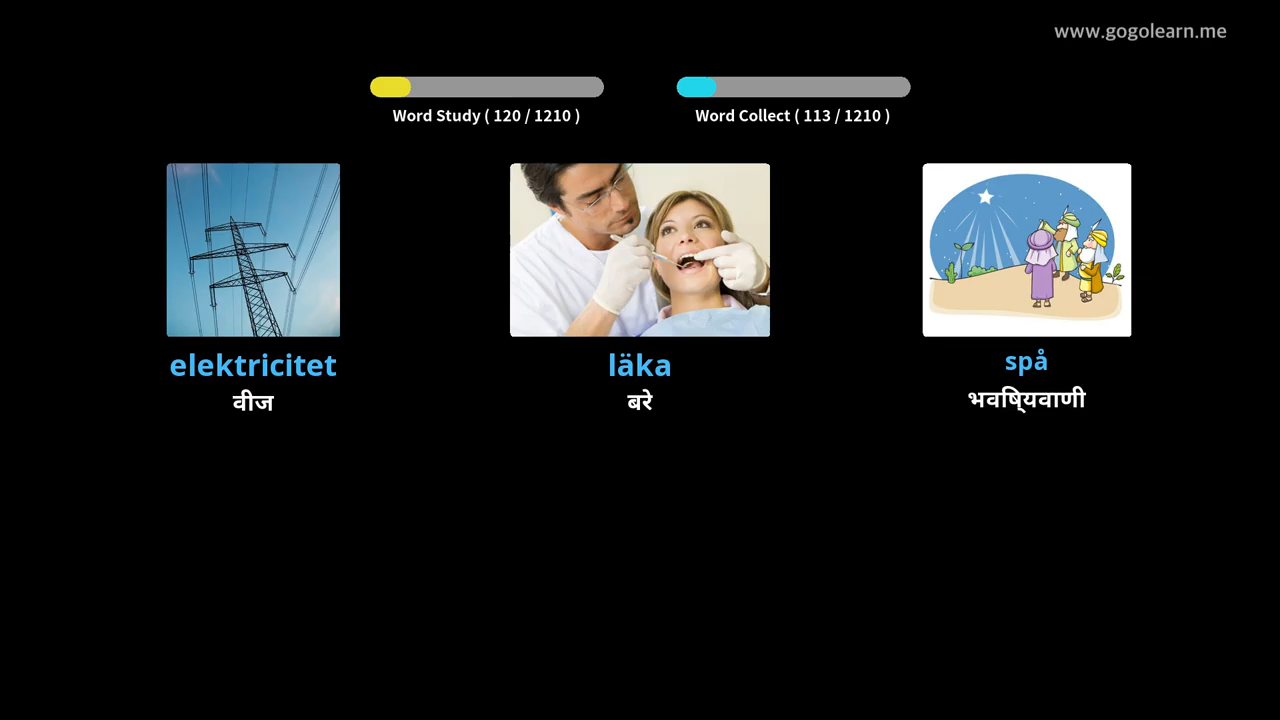 www.gogolearn.me
Word Study ( 120 / 1210 )
Word Collect ( 113 / 1210 )
elektricitet
läka
spå
वीज
बरे
भविष्यवाणी